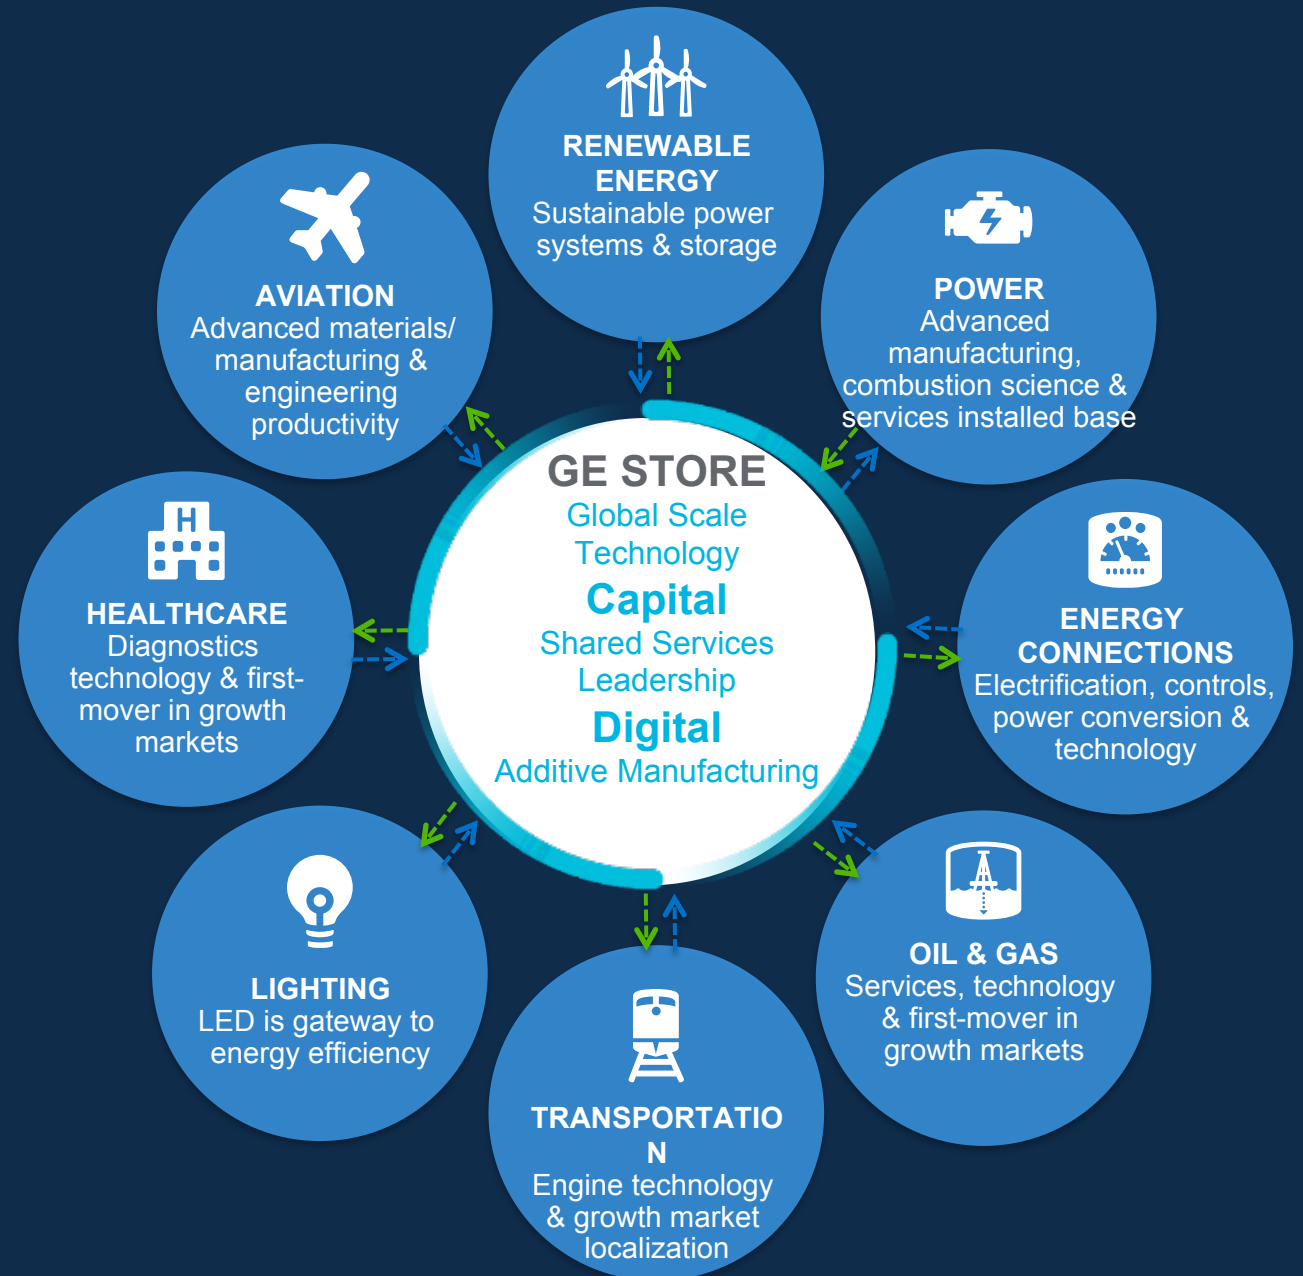 RENEWABLE
ENERGY
Sustainable power
systems & storage
POWER
Advanced
manufacturing,
combustion science &
services installed base
ENERGY
CONNECTIONS
Electrification, controls,
power conversion &
technology
OIL & GAS
Services, technology
& first-mover in
growth markets
TRANSPORTATIO
N
Engine technology
& growth market
localization
LIGHTING
LED is gateway to
energy efficiency
H
HEALTHCARE
Diagnostics
technology & first-
mover in growth
markets
AVIATION
Advanced materials/
manufacturing &
engineering
productivity
GE STORE
Global Scale
Technology
Capital
Shared Services
Leadership
Digital
Additive Manufacturing